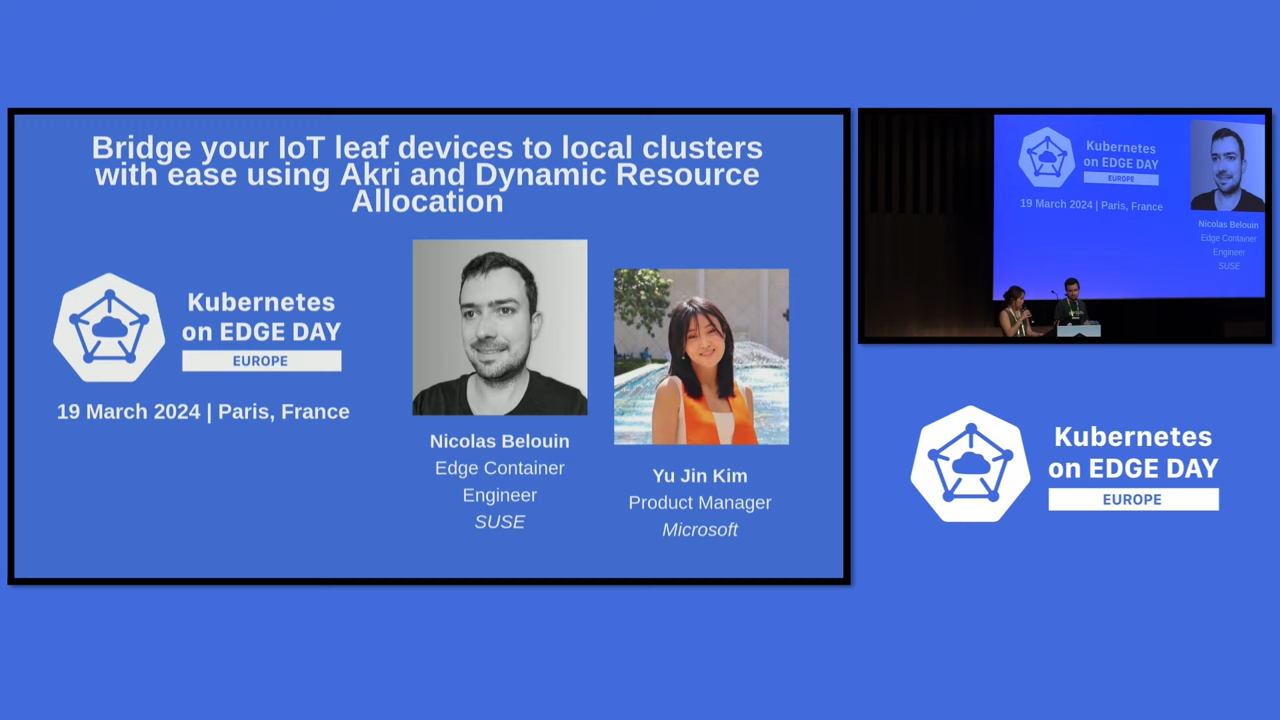 Bridge your IoT leaf devices to local clusters
with ease using Akri and Dynamic Resource
Allocation
Kubernetes
on EDGE DAY
EUROPE
19 March 2024 | Paris, France
Nicolas Belouin
Edge Container
Engineer
SUSE
Yu Jin Kim
Product Manager
Microsoft
Kubernetes
on EDGE DAY
EUROPE
19 March 2024 | Paris, France
Nicolas Belouin
Edge Container
Engineer
SUSE
Kubernetes
on EDGE DAY
EUROPE